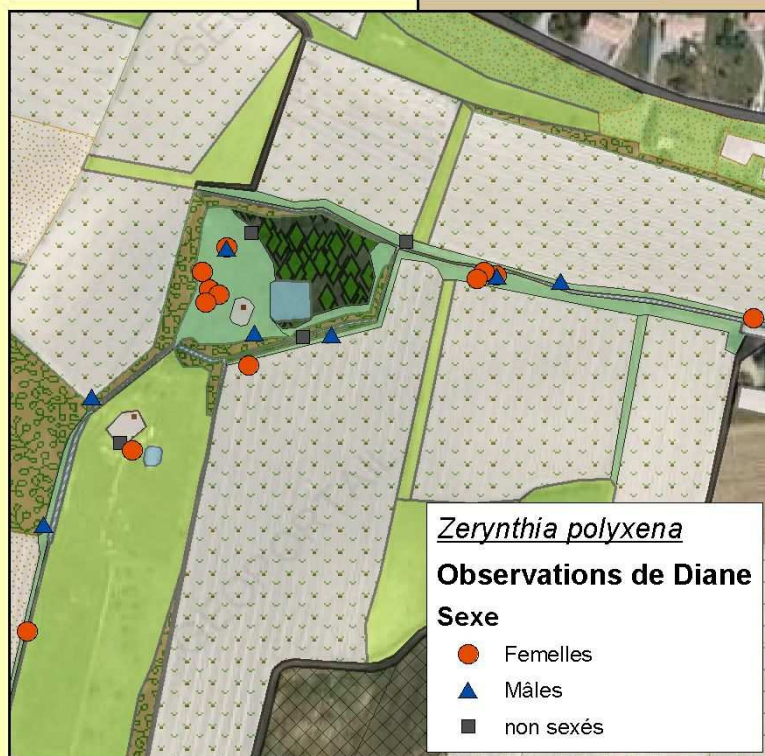 Zerynthia polyxena
Observations de Diane
Sexe
Femelles
Mâles
non sexés